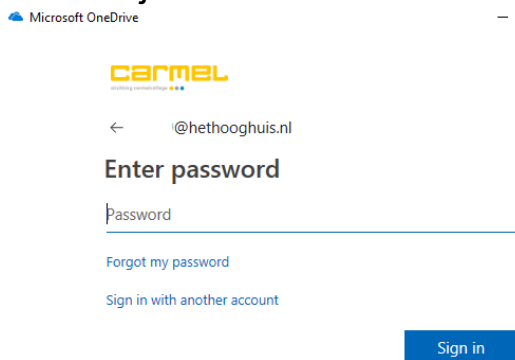 Microsoft OneDrive
carmel
stichting carmelcollege
@hethooghuis.nl
Enter password
Password
Forgot my password
Sign in with another account
Sign in